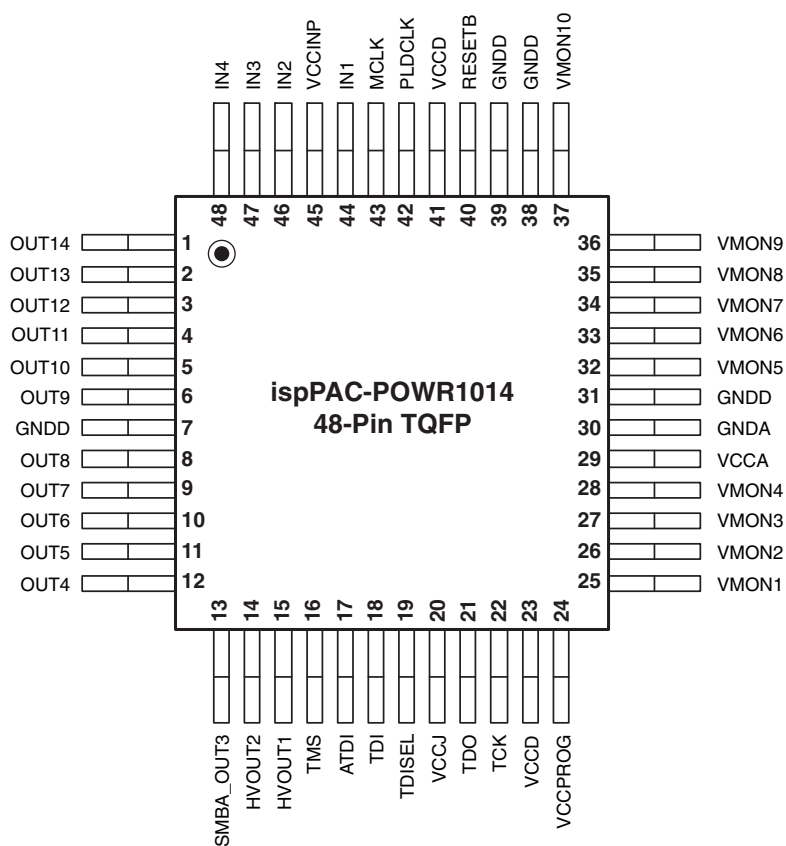 IN4
IN3
IN2
VCCINP
IN1
MCLK
PLDCLK
VCCD
RESETB
GNDD
GNDD
VMON10
48
47
46
45
44
43
42
41
40
39
38
37
OUT14 1
OUT13 2
OUT12 3
OUT11 4
OUT10 5
OUT9 6
GNDD 7
OUT8 8
OUT7 9
OUT6 10
OUT5 11
OUT4 12
ispPAC-POWR1014
48-Pin TQFP
36 VMON9
35 VMON8
34 VMON7
33 VMON6
32 VMON5
31 GNDD
30 GNDA
29 VCCA
28 VMON4
27 VMON3
26 VMON2
25 VMON1
13
14
15
16
17
18
19
20
21
22
23
24
SMBA_OUT3
HVOUT2
HVOUT1
TMS
ATDI
TDI
TDISEL
VCCJ
TDO
TCK
VCCD
VCCPROG